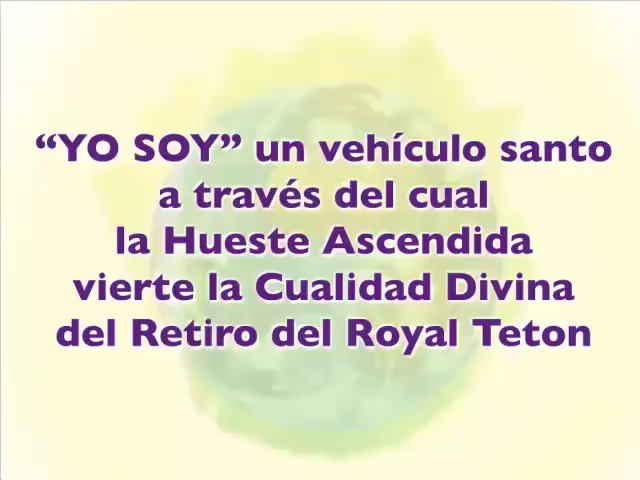 “YO SOY” un vehículo santo
a través del cual
la Hueste Ascendida
vierte la Cualidad Divina
del Retiro del Royal Teton